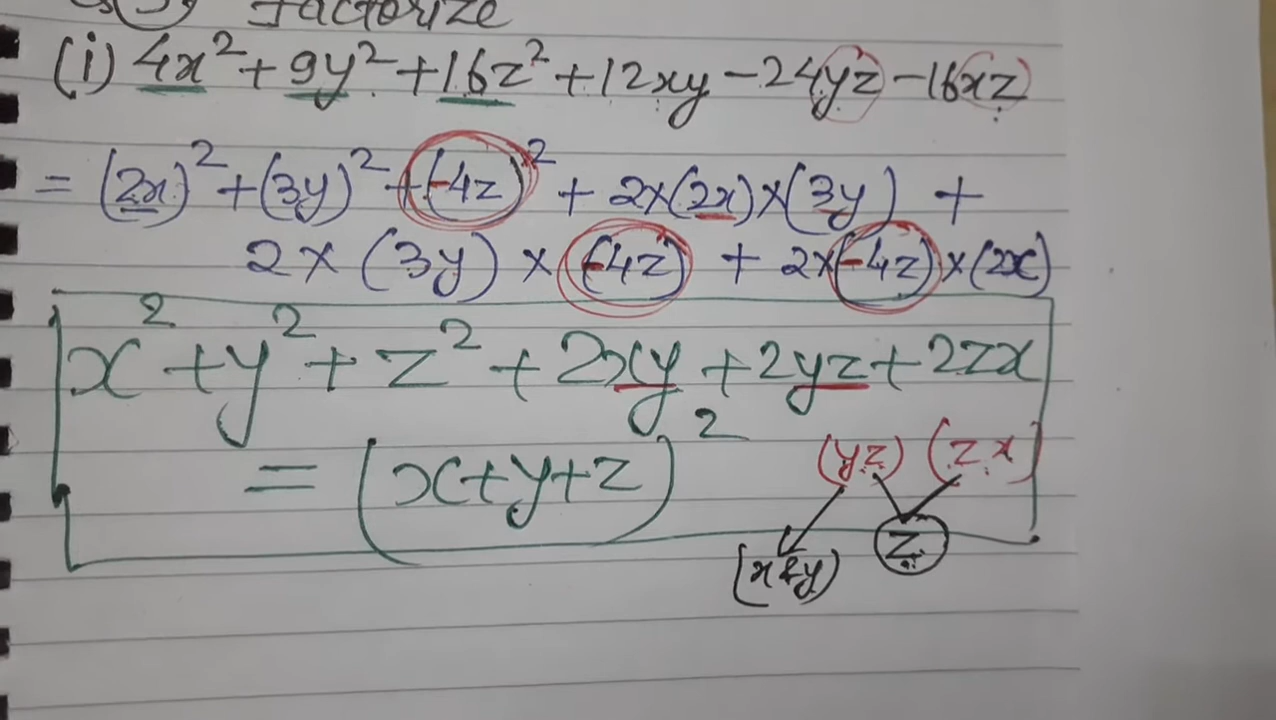 Factorize
(i) 4x² + 9y² + 16z² + 12xy - 24yz - 16xz
= (2x)² + (3y)² + (-4z)² + 2×(2x)×(3y) +
2×(3y)×(-4z) + 2×(-4z)×(2x)
x² + y² + z² + 2xy + 2yz + 2zx
= (x+y+z)²
(yz) (zx)
(x & y) z